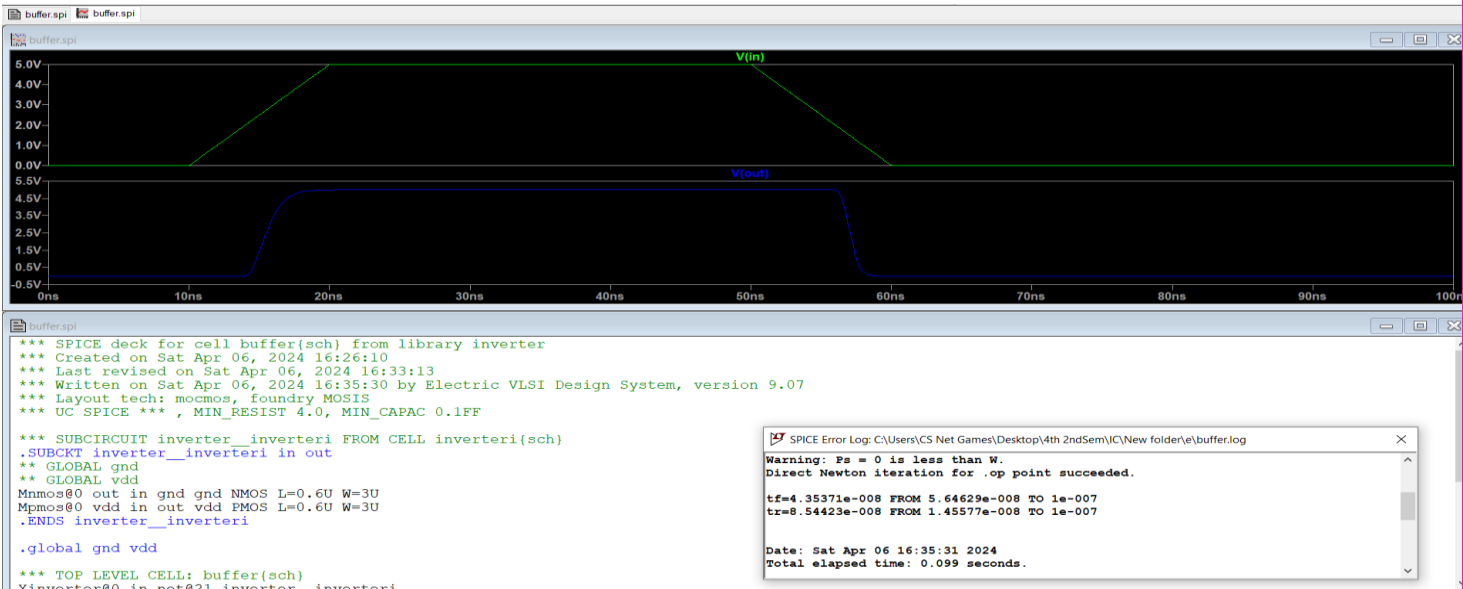 buffer.spi buffer.spi
buffer.spi
V(in)
5.0V
4.0V
3.0V
2.0V
1.0V
0.0V
V(out)
5.5V
4.5V
3.5V
2.5V
1.5V
0.5V
-0.5V
0ns 10ns 20ns 30ns 40ns 50ns 60ns 70ns 80ns 90ns 100n
buffer.spi
*** SPICE deck for cell buffer{sch} from library inverter
*** Created on Sat Apr 06, 2024 16:26:10
*** Last revised on Sat Apr 06, 2024 16:33:13
*** Written on Sat Apr 06, 2024 16:35:30 by Electric VLSI Design System, version 9.07
*** Layout tech: mocmos, foundry MOSIS
*** UC SPICE *** , MIN_RESIST 4.0, MIN_CAPAC 0.1FF
*** SUBCIRCUIT inverter__inverteri FROM CELL inverteri{sch}
.SUBCKT inverter__inverteri in out
** GLOBAL gnd
** GLOBAL vdd
Mnmos@0 out in gnd gnd NMOS L=0.6U W=3U
Mpmos@0 vdd in out vdd PMOS L=0.6U W=3U
.ENDS inverter__inverteri
.global gnd vdd
*** TOP LEVEL CELL: buffer{sch}
Xinverter@0 in net@21 inverter__inverteri
SPICE Error Log: C:\Users\CS Net Games\Desktop\4th 2ndSem\IC\New folder\e\buffer.log
Warning: Ps = 0 is less than W.
Direct Newton iteration for .op point succeeded.
tf=4.35371e-008 FROM 5.64629e-008 TO 1e-007
tr=8.54423e-008 FROM 1.45577e-008 TO 1e-007
Date: Sat Apr 06 16:35:31 2024
Total elapsed time: 0.099 seconds.